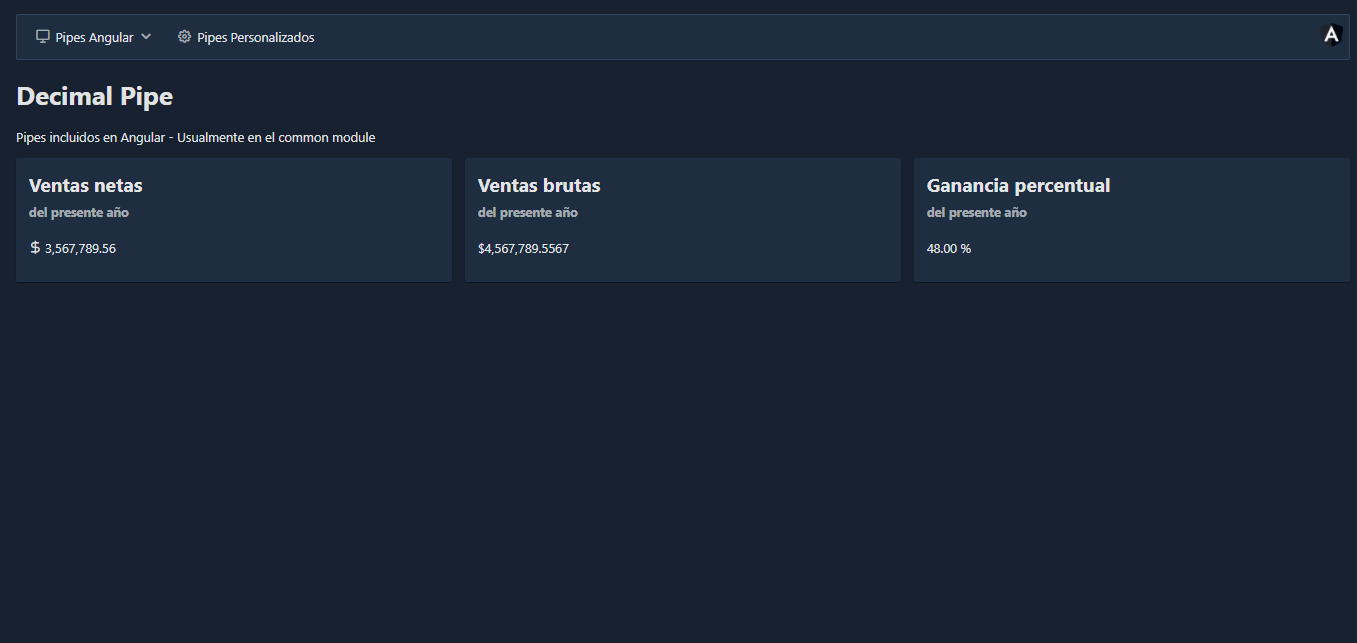 Pipes Angular Pipes Personalizados
Decimal Pipe
Pipes incluidos en Angular - Usualmente en el common module
Ventas netas
del presente año
$ 3,567,789.56
Ventas brutas
del presente año
$4,567,789.5567
Ganancia percentual
del presente año
48.00 %